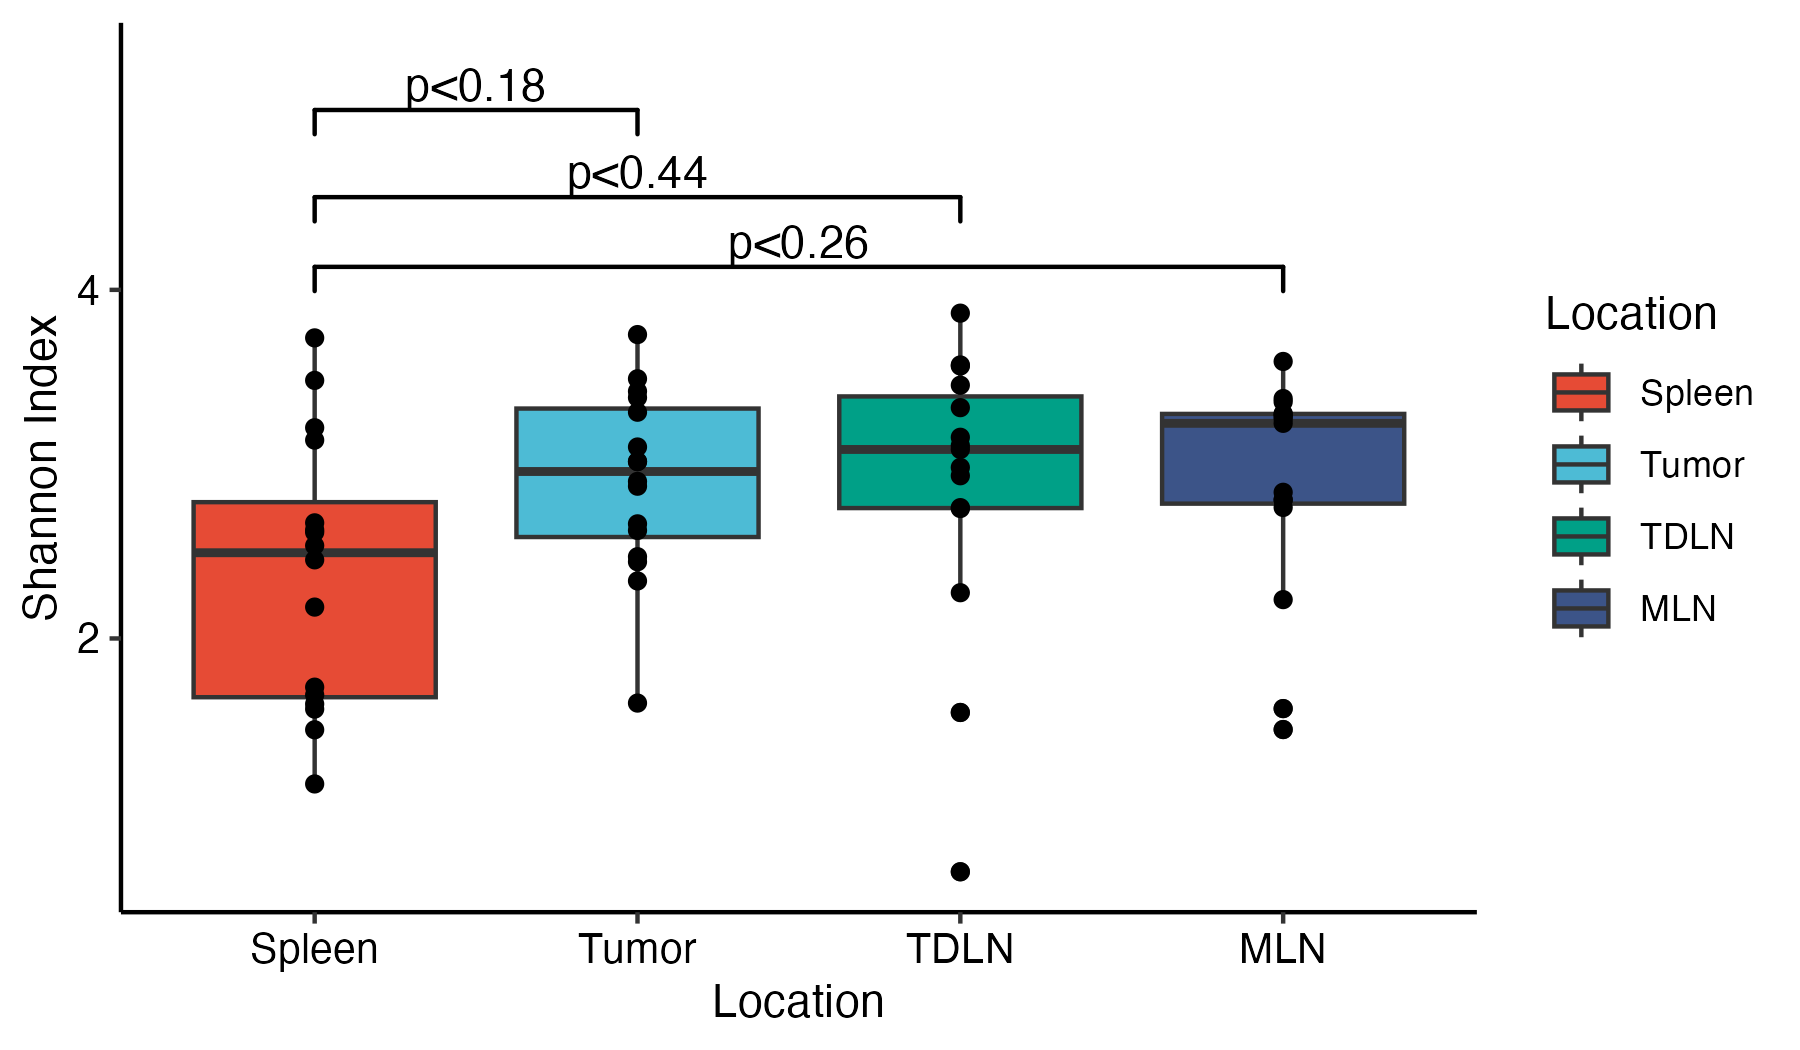 p<0.18
p<0.44
p<0.26
4
2
Shannon Index
Spleen
Tumor
TDLN
MLN
Location
Location
Spleen
Tumor
TDLN
MLN